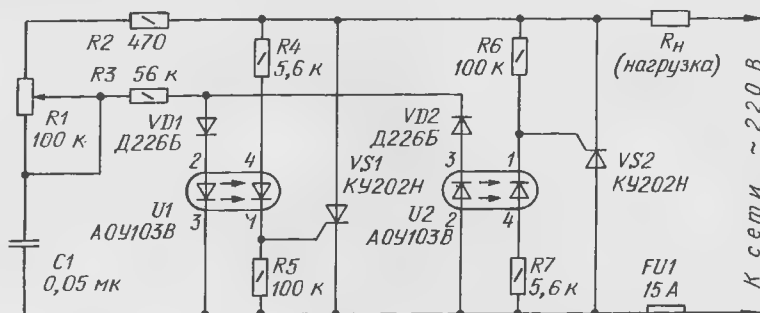 R2 470
R4
5,6 к
R6
100 к
Rн
(нагрузка)
R3 56 к
R1
100 к
VD1
Д226Б
VD2
Д226Б
2
4
3
1
VS1
КУ202Н
VS2
КУ202Н
U1
АОУ103В
3
1
U2
АОУ103В
2
4
C1
0,05 мк
R5
100 к
R7
5,6 к
FU1
15 А
К сети ~220 В